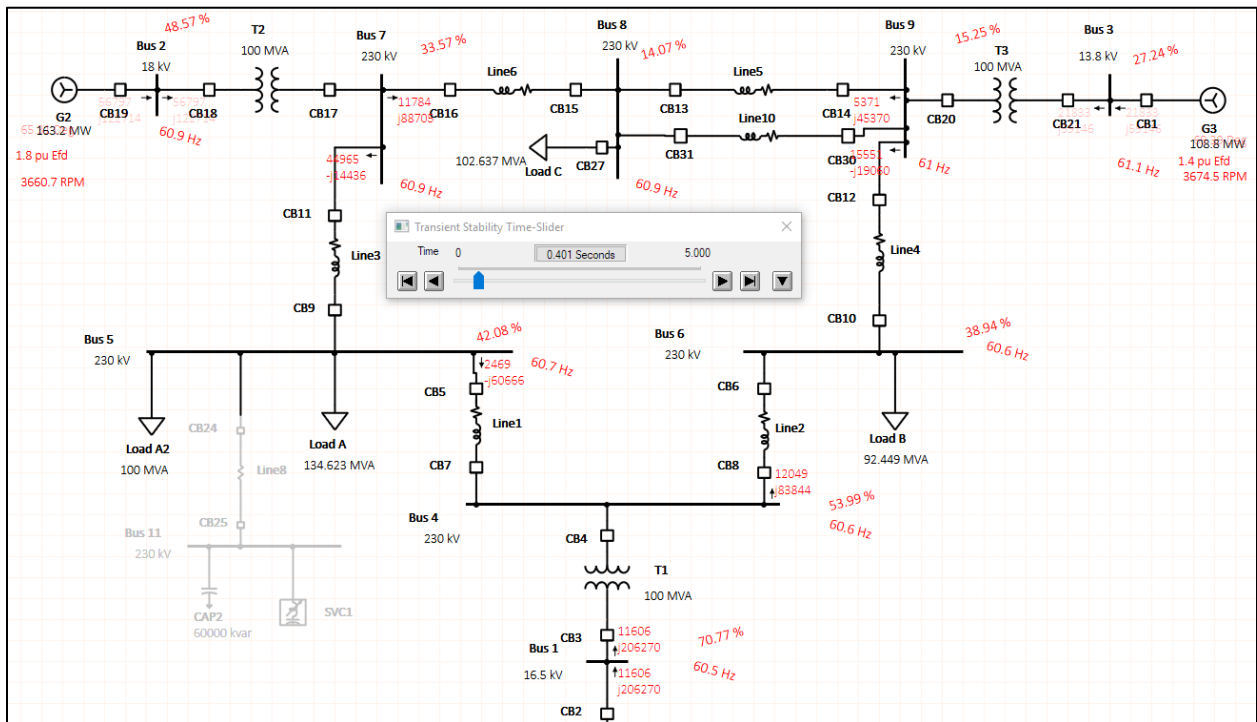 48.57 %
Bus 2
18 kV
T2
100 MVA
Bus 7
230 kV
33.57 %
Bus 8
230 kV
14.07 %
Bus 9
230 kV
15.25 %
T3
100 MVA
Bus 3
13.8 kV
27.24 %
Line6
Line5
CB19
CB18
CB17
11784
j88703
CB16
CB15
CB13
5371
j45370
CB14
CB20
CB21
CB1
56797
56797
G2
163.2 MW
60.9 Hz
1.8 pu Efd
3660.7 RPM
G3
108.8 MW
1.4 pu Efd
3674.5 RPM
61.1 Hz
61 Hz
Line10
CB31
CB30
15551
-j19060
102.637 MVA
Load C
CB27
44965
-j14436
60.9 Hz
60.9 Hz
CB11
CB12
Transient Stability Time-Slider
Time
0
0.401 Seconds
5.000
Line3
Line4
CB9
CB10
Bus 5
230 kV
42.08 %
60.7 Hz
Bus 6
230 kV
38.94 %
60.6 Hz
2469
-j60666
CB5
CB6
Line1
Line2
CB7
CB8
12049
j83844
Load A2
100 MVA
CB24
Line8
CB25
Load A
134.623 MVA
Load B
92.449 MVA
Bus 11
230 kV
CAP2
60000 kvar
SVC1
Bus 4
230 kV
53.99 %
60.6 Hz
CB4
T1
100 MVA
CB3
11606
j206270
70.77 %
Bus 1
16.5 kV
60.5 Hz
11606
j206270
CB2